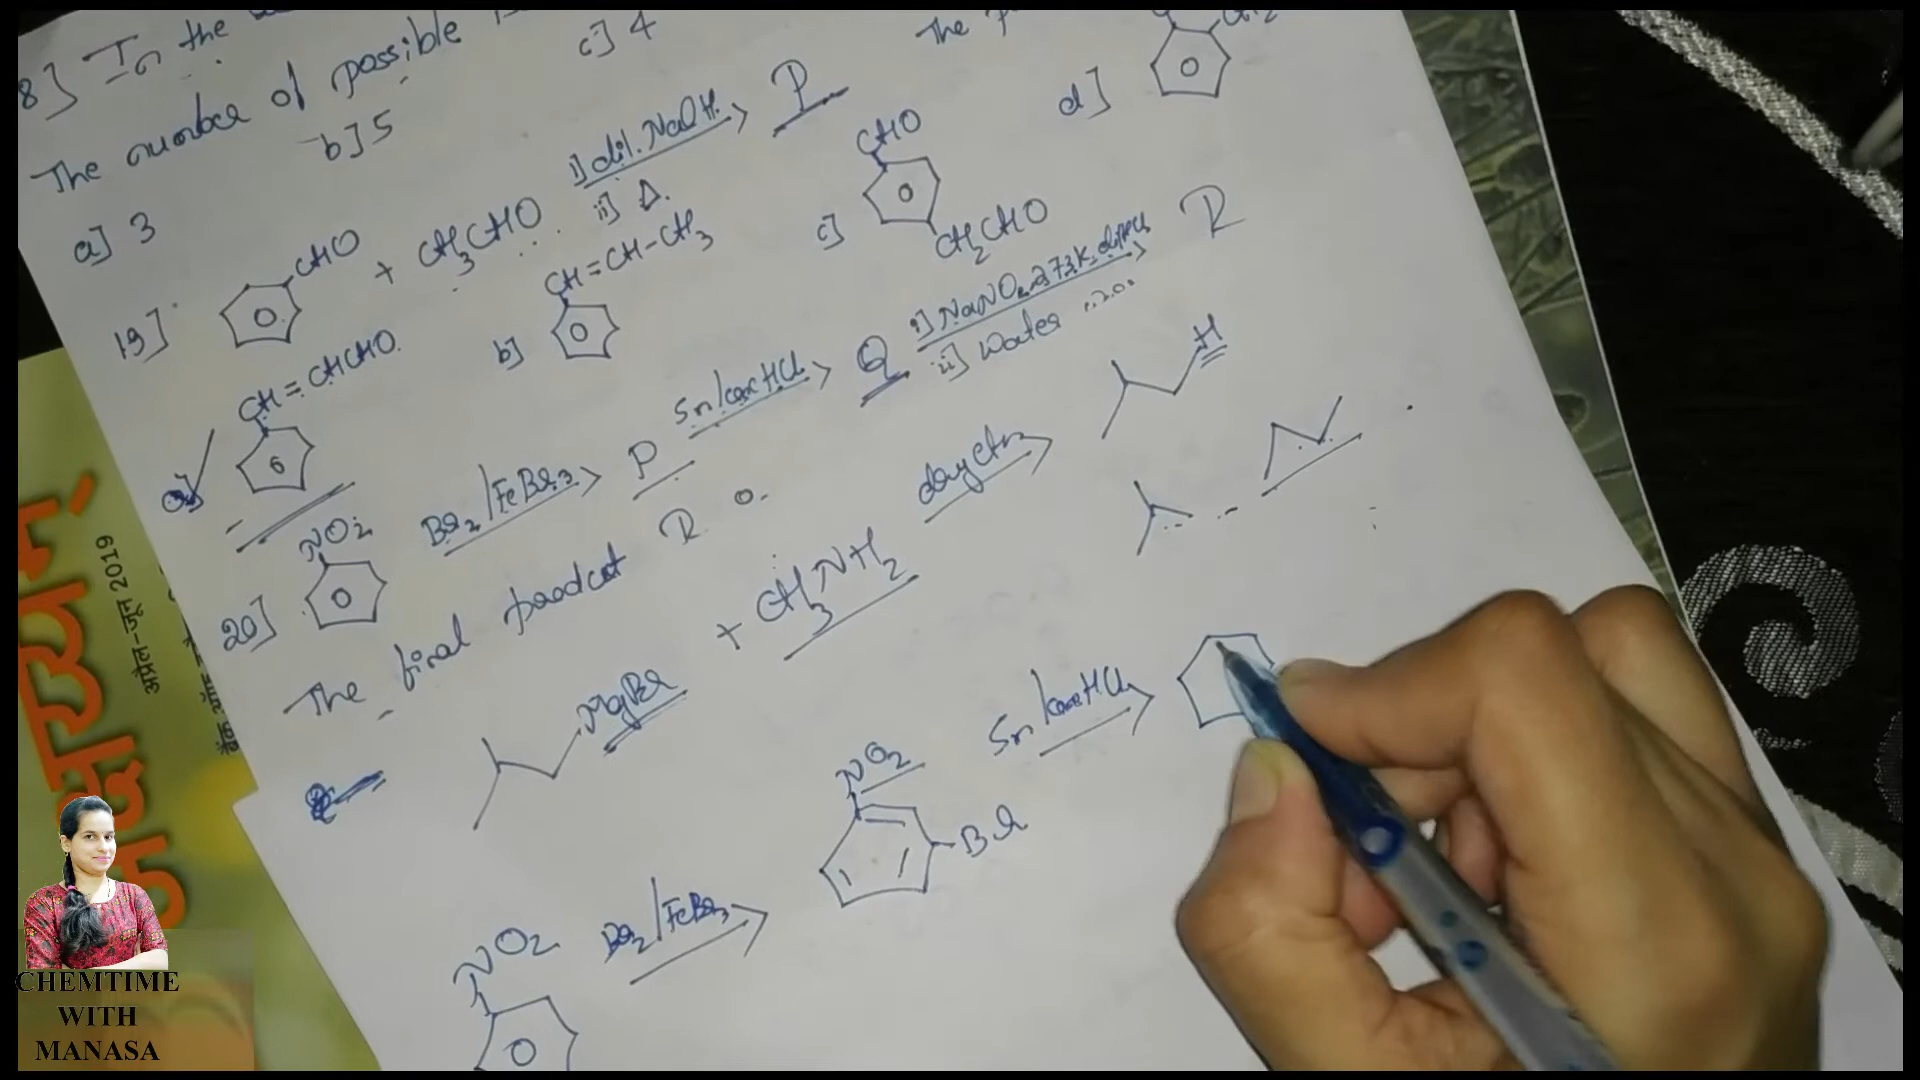 8] In the
The number of possible
a] 3
b] 5
c] 4
The
19]
CHO
+ CH3CHO
i] dil. NaOH
ii] Δ.
P
CH=CHCHO.
b]
CH=CH-CH3
c]
CHO
CH2CHO
d]
20]
NO2
Br2/FeBr3
P
Sn/conc HCl
Q
i] NaNO2, 273K, dil HCl
ii] Water
R
The final product R
MgBr
+ CH3NH2
dry ether
H
NO2
Br2/FeBr3
NO2
Br
Sn/conc HCl
अप्रैल-जून 2019
CHEMTIME
WITH
MANASA